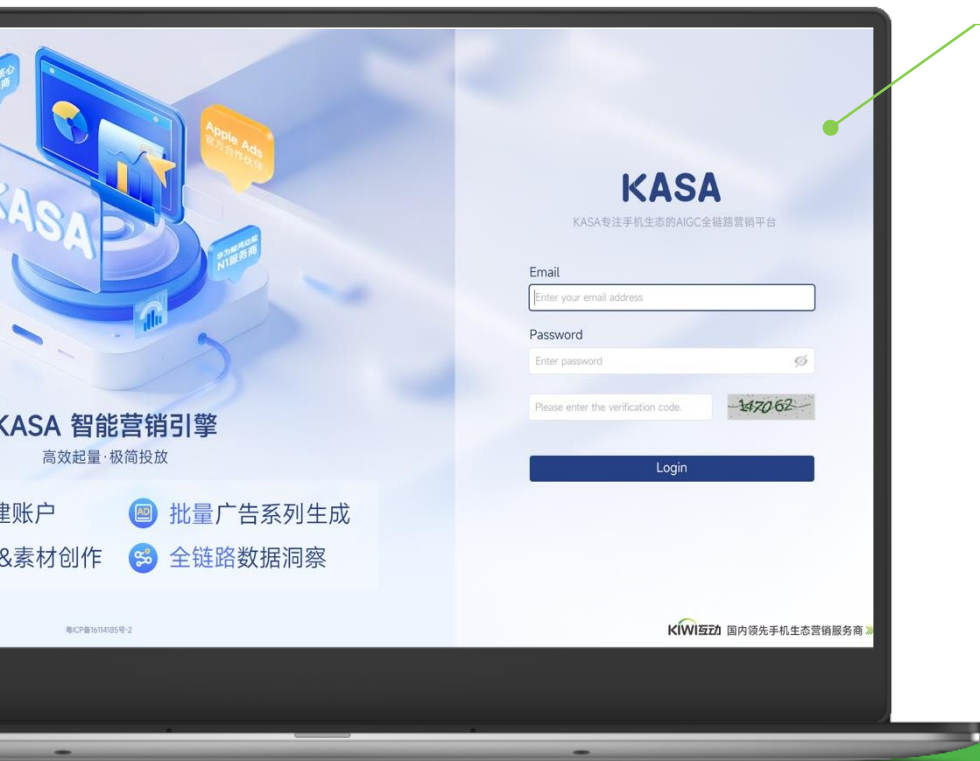 Apple Ads
官方合作伙伴
KASA
华为鲸鸿动能
N1服务商
KASA 智能营销引擎
高效起量·极简投放
建账户
批量广告系列生成
&素材创作
全链路数据洞察
粤ICP备16114185号-2
KASA
KASA专注手机生态的AIGC全链路营销平台
Email
Enter your email address
Password
Enter password
Please enter the verification code.
147062
Login
KIWI互动 国内领先手机生态营销服务商